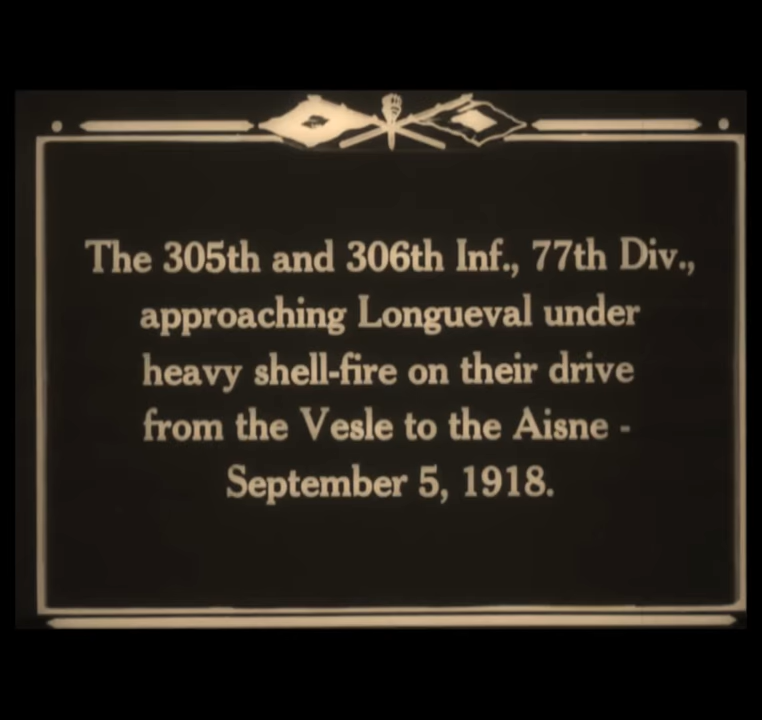 The 305th and 306th Inf., 77th Div.,
approaching Longueval under
heavy shell-fire on their drive
from the Vesle to the Aisne -
September 5, 1918.